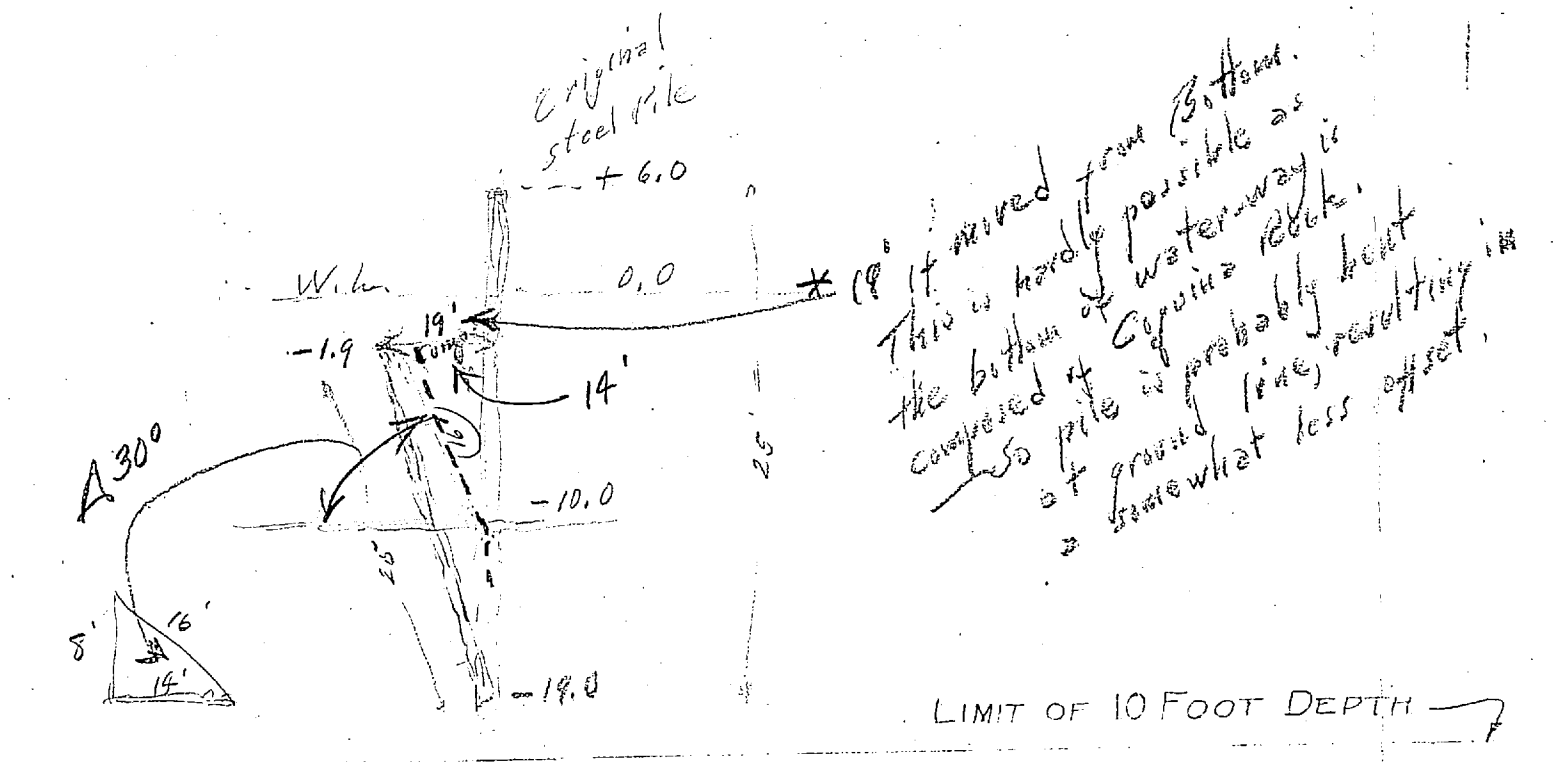 original
steel pile
+ 6.0
W.L.
0.0
* 18' if moved from Bottom.
This is hardly possible as
the bottom of water-way is
composed of Coquina Rock.
So pile is probably bent
at ground line, resulting in
a somewhat less offset.
19'
-1.9
14'
16
30°
25'
-10.0
25'
8'
16'
14'
-19.0
LIMIT OF 10 FOOT DEPTH